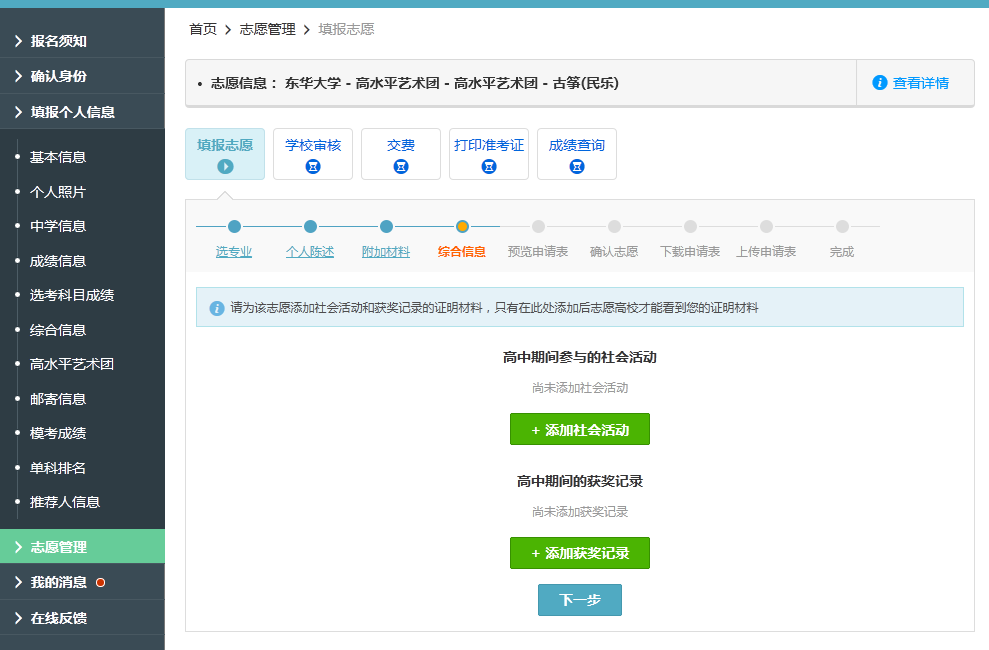 报名须知
确认身份
填报个人信息
基本信息
个人照片
中学信息
成绩信息
选考科目成绩
综合信息
高水平艺术团
邮寄信息
模考成绩
单科排名
推荐人信息
志愿管理
我的消息
在线反馈
首页 > 志愿管理 > 填报志愿
• 志愿信息： 东华大学 - 高水平艺术团 - 高水平艺术团 - 古筝(民乐)
查看详情
填报志愿 学校审核 交费 打印准考证 成绩查询
选专业 个人陈述 附加材料 综合信息 预览申请表 确认志愿 下载申请表 上传申请表 完成
请为该志愿添加社会活动和获奖记录的证明材料，只有在此处添加后志愿高校才能看到您的证明材料
高中期间参与的社会活动
尚未添加社会活动
+ 添加社会活动
高中期间的获奖记录
尚未添加获奖记录
+ 添加获奖记录
下一步